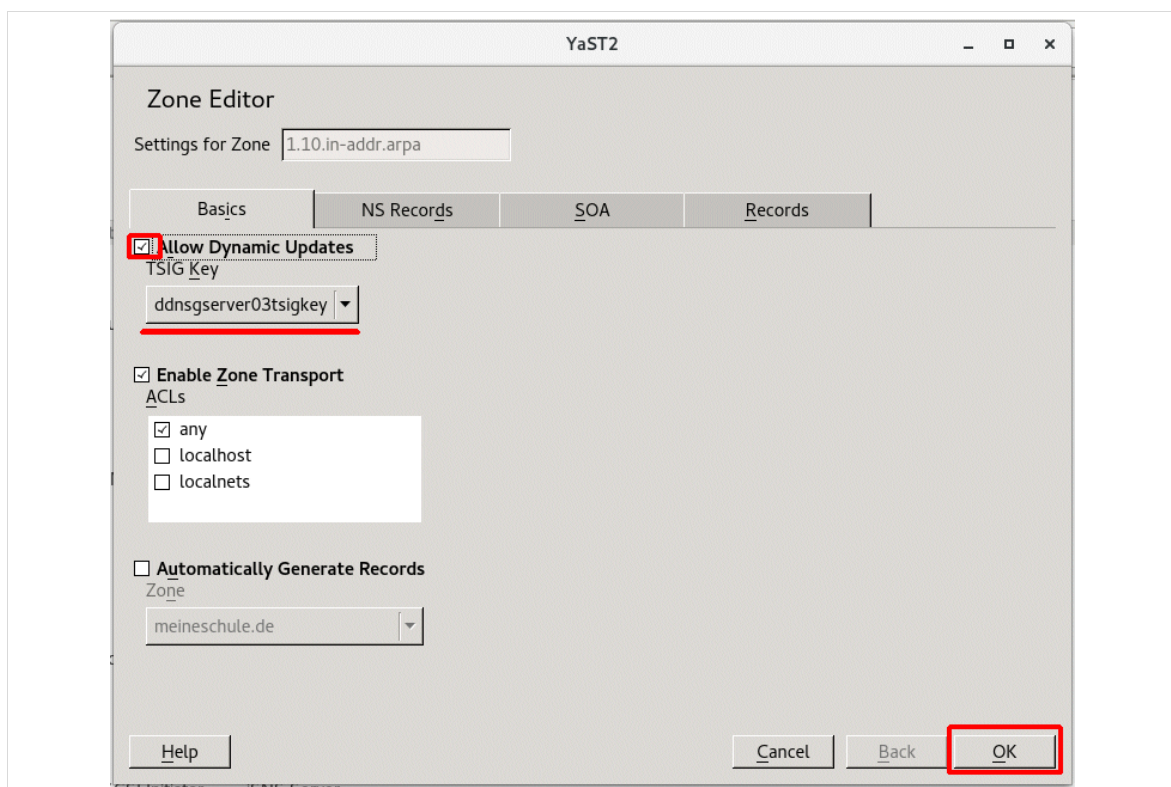 YaST2
Zone Editor
Settings for Zone 1.10.in-addr.arpa
Basics NS Records SOA Records
Allow Dynamic Updates
TSIG Key
ddnsgserver03tsigkey
Enable Zone Transport
ACLs
any
localhost
localnets
Automatically Generate Records
Zone
meineschule.de
Help Cancel Back OK